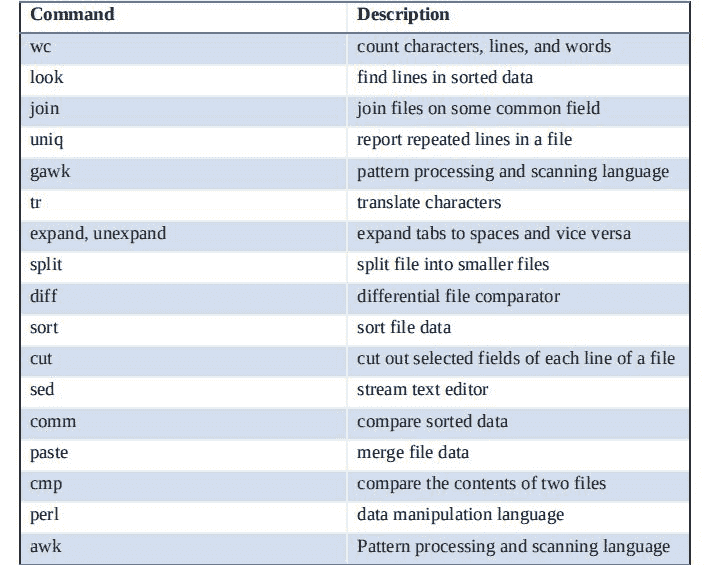 Command Description
wc count characters, lines, and words
look find lines in sorted data
join join files on some common field
uniq report repeated lines in a file
gawk pattern processing and scanning language
tr translate characters
expand, unexpand expand tabs to spaces and vice versa
split split file into smaller files
diff differential file comparator
sort sort file data
cut cut out selected fields of each line of a file
sed stream text editor
comm compare sorted data
paste merge file data
cmp compare the contents of two files
perl data manipulation language
awk Pattern processing and scanning language